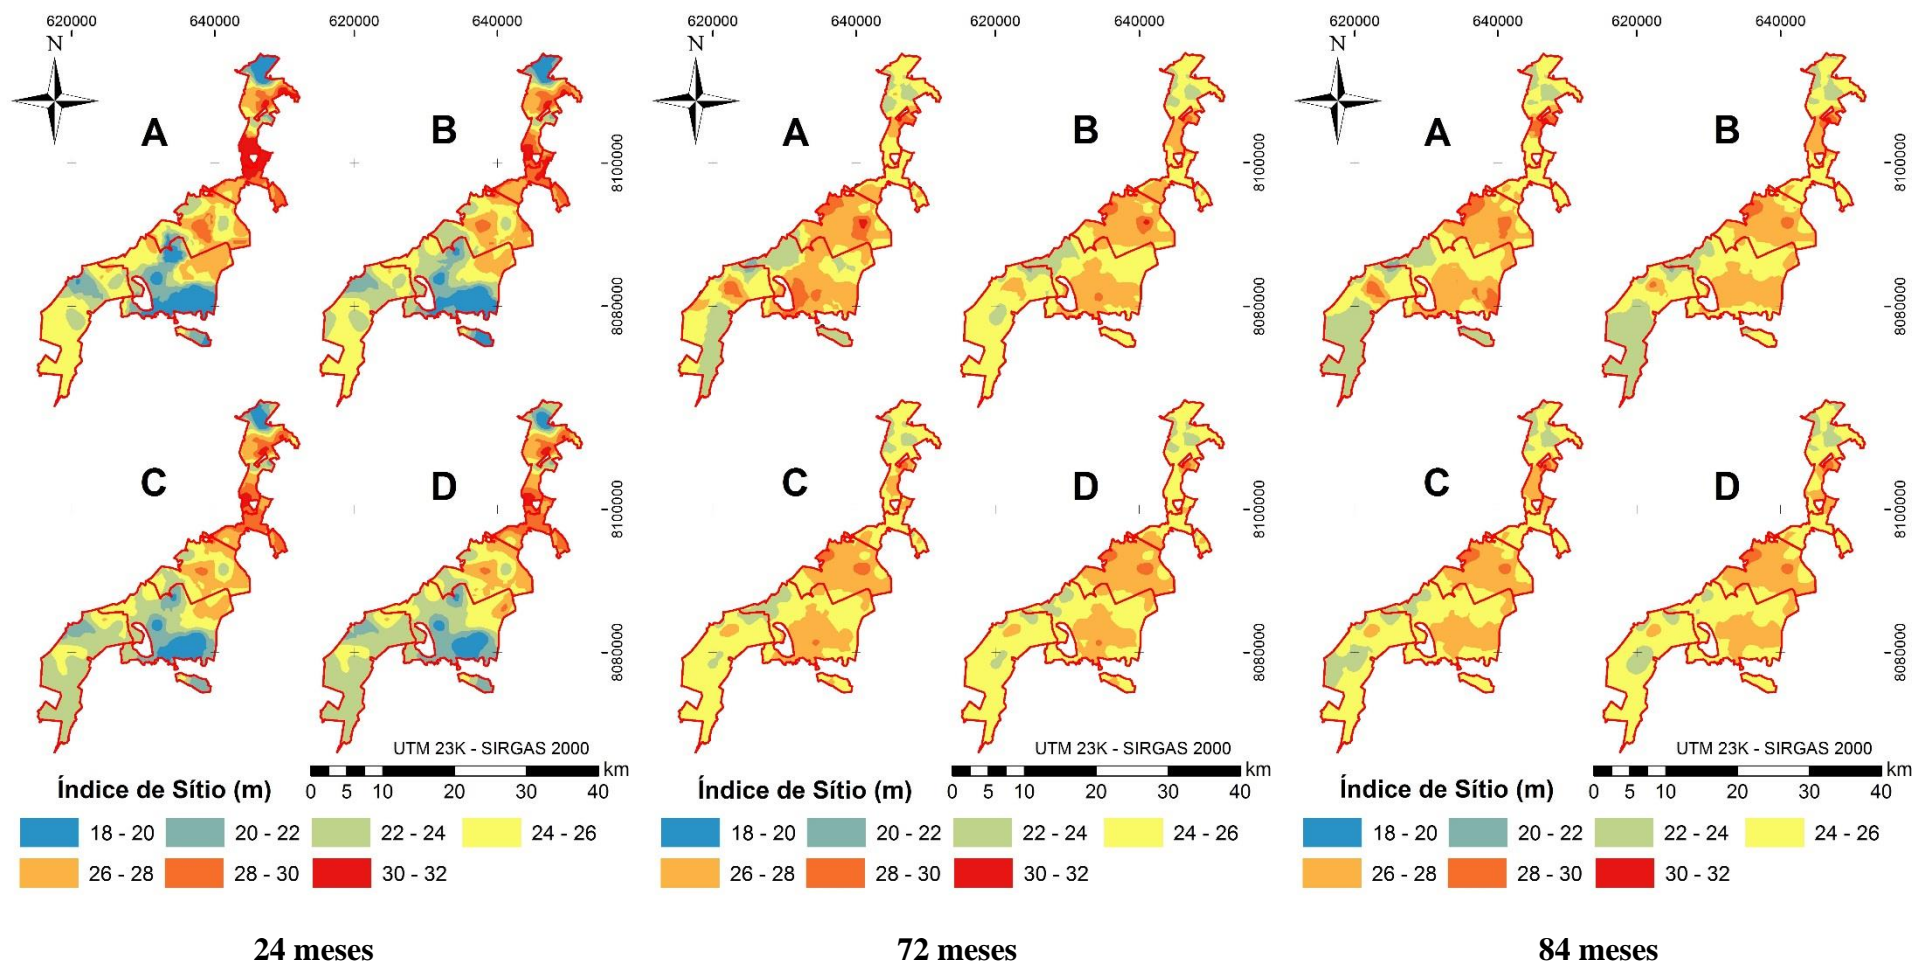 620000 640000 620000 640000
N
A B
8100000
8080000
C D
8100000
8080000
UTM 23K - SIRGAS 2000
km
0 5 10 20 30 40
Índice de Sítio (m)
18 - 20 20 - 22 22 - 24 24 - 26
26 - 28 28 - 30 30 - 32
24 meses
620000 640000 620000 640000
N
A B
8100000
8080000
C D
8100000
8080000
UTM 23K - SIRGAS 2000
km
0 5 10 20 30 40
Índice de Sítio (m)
18 - 20 20 - 22 22 - 24 24 - 26
26 - 28 28 - 30 30 - 32
72 meses
620000 640000 620000 640000
N
A B
8100000
8080000
C D
8100000
8080000
UTM 23K - SIRGAS 2000
km
0 5 10 20 30 40
Índice de Sítio (m)
18 - 20 20 - 22 22 - 24 24 - 26
26 - 28 28 - 30 30 - 32
84 meses